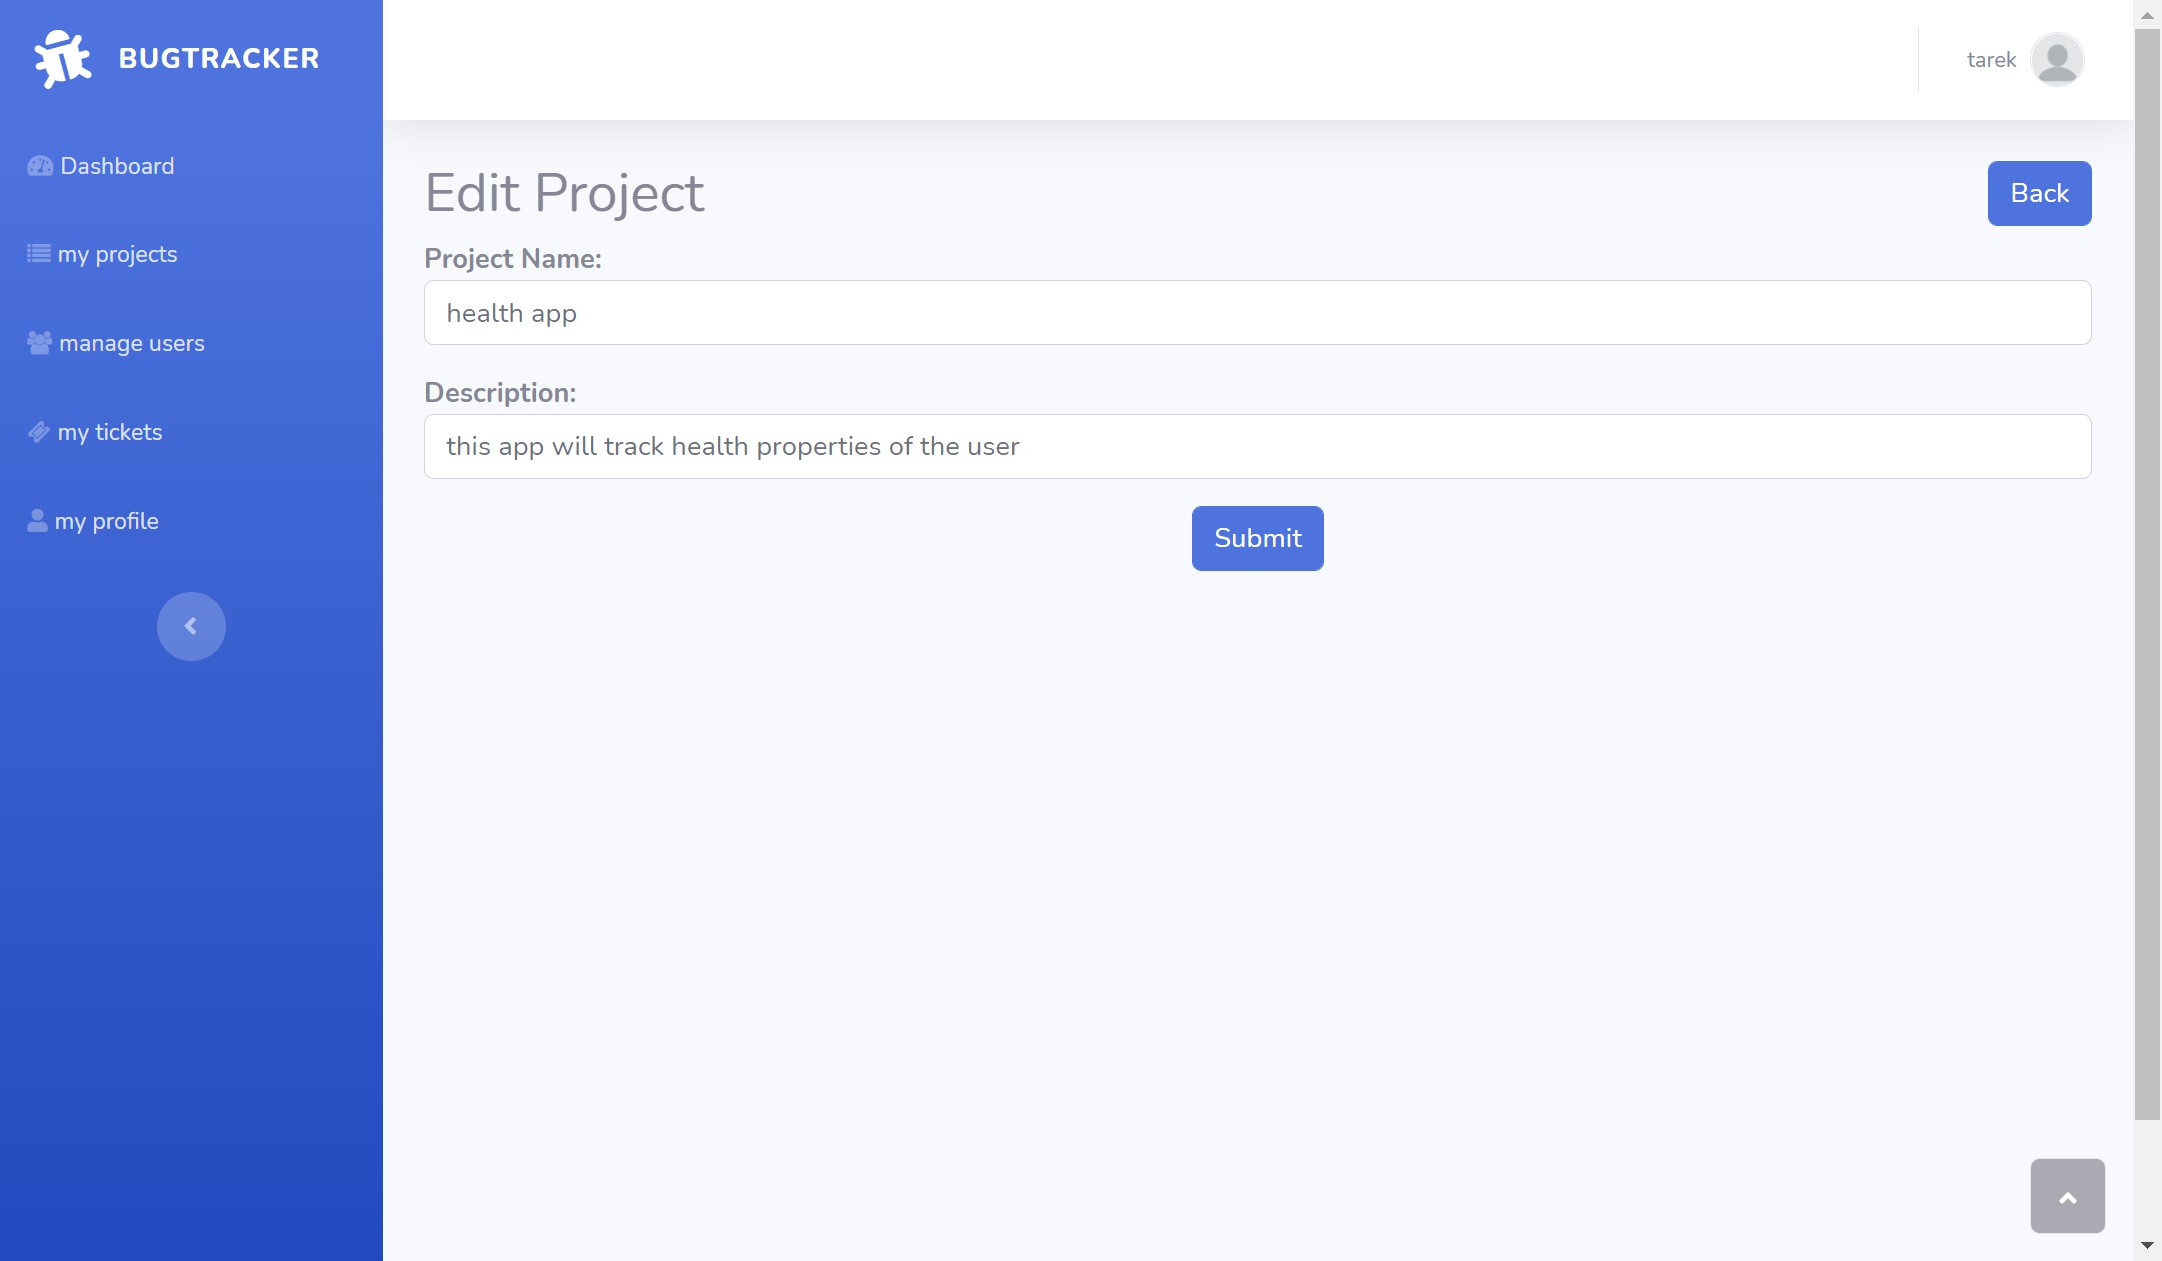 BUGTRACKER
Dashboard
my projects
manage users
my tickets
my profile
tarek
Edit Project
Back
Project Name:
health app
Description:
this app will track health properties of the user
Submit